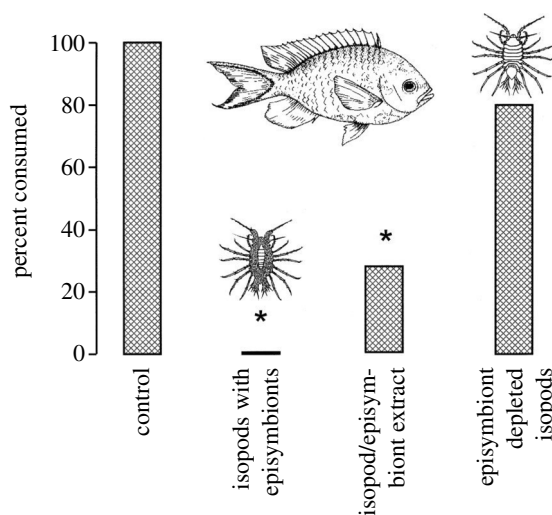 100
80
60
40
20
0
percent consumed
*
*
control
isopods with
episymbionts
isopod/episym-
biont extract
episymbiont
depleted
isopods